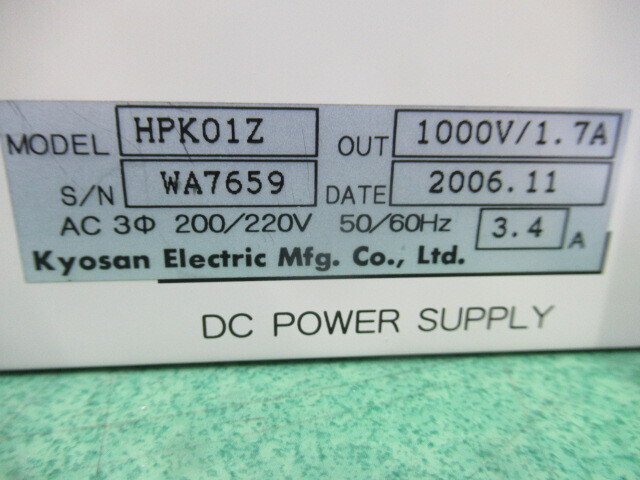 MODEL HPK01Z OUT 1000V/1.7A
S/N WA7659 DATE 2006.11
AC 3Φ 200/220V 50/60Hz 3.4 A
Kyosan Electric Mfg. Co., Ltd.
DC POWER SUPPLY